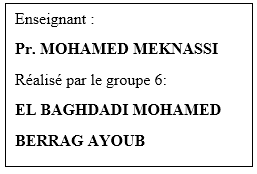 Enseignant :
Pr. MOHAMED MEKNASSI
Réalisé par le groupe 6:
EL BAGHDADI MOHAMED
BERRAG AYOUB